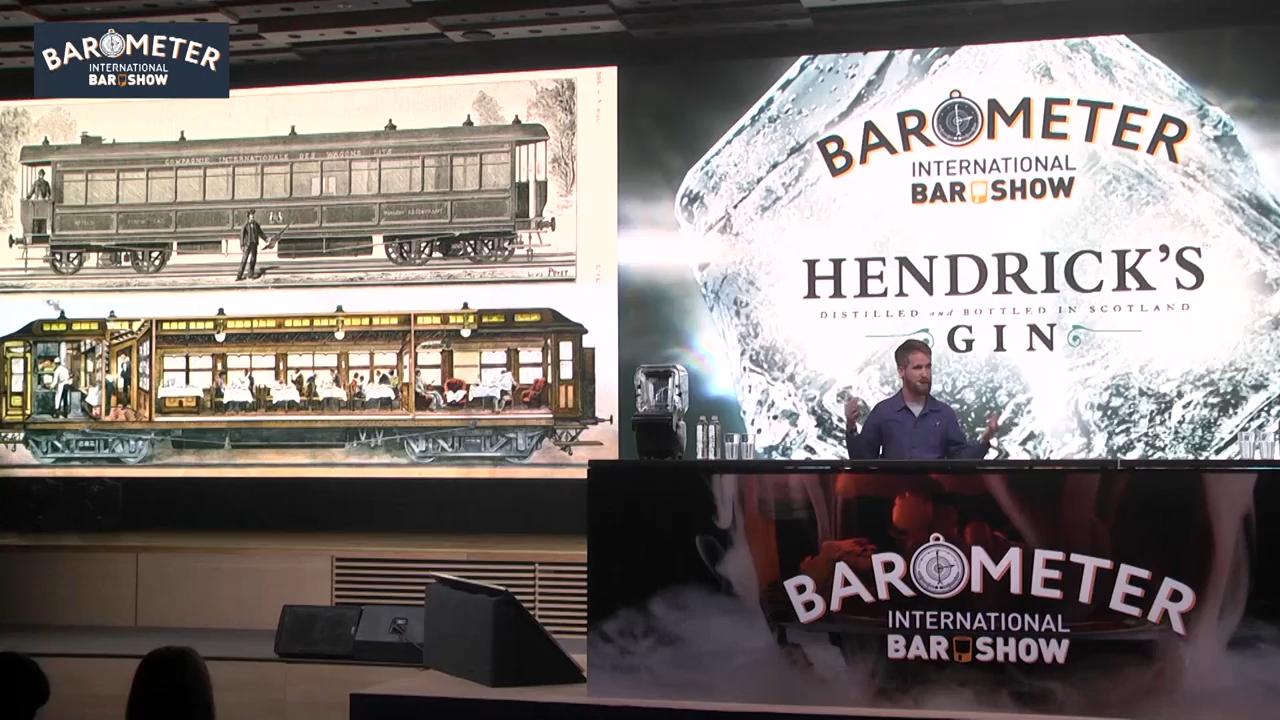 BAROMETER
INTERNATIONAL
BAR SHOW
COMPAGNIE INTERNATIONALE DES WAGONS LITS
BAROMETER
INTERNATIONAL
BAR SHOW
HENDRICK'S
DISTILLED and BOTTLED IN SCOTLAND
GIN
BAROMETER
INTERNATIONAL
BAR SHOW